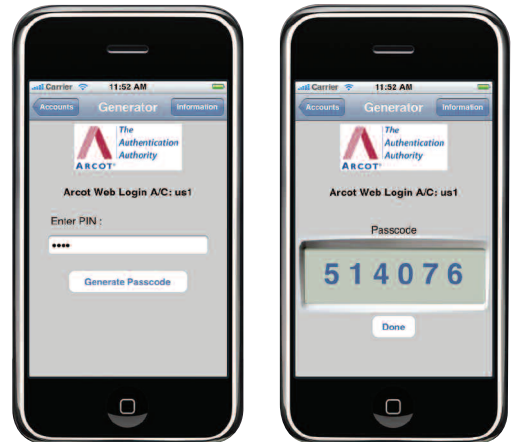 Carrier 11:52 AM
Accounts Generator Information
The
Authentication
Authority
ARCOT
Arcot Web Login A/C: us1
Enter PIN :
••••
Generate Passcode
Carrier 11:52 AM
Accounts Generator Information
The
Authentication
Authority
ARCOT
Arcot Web Login A/C: us1
Passcode
514076
Done